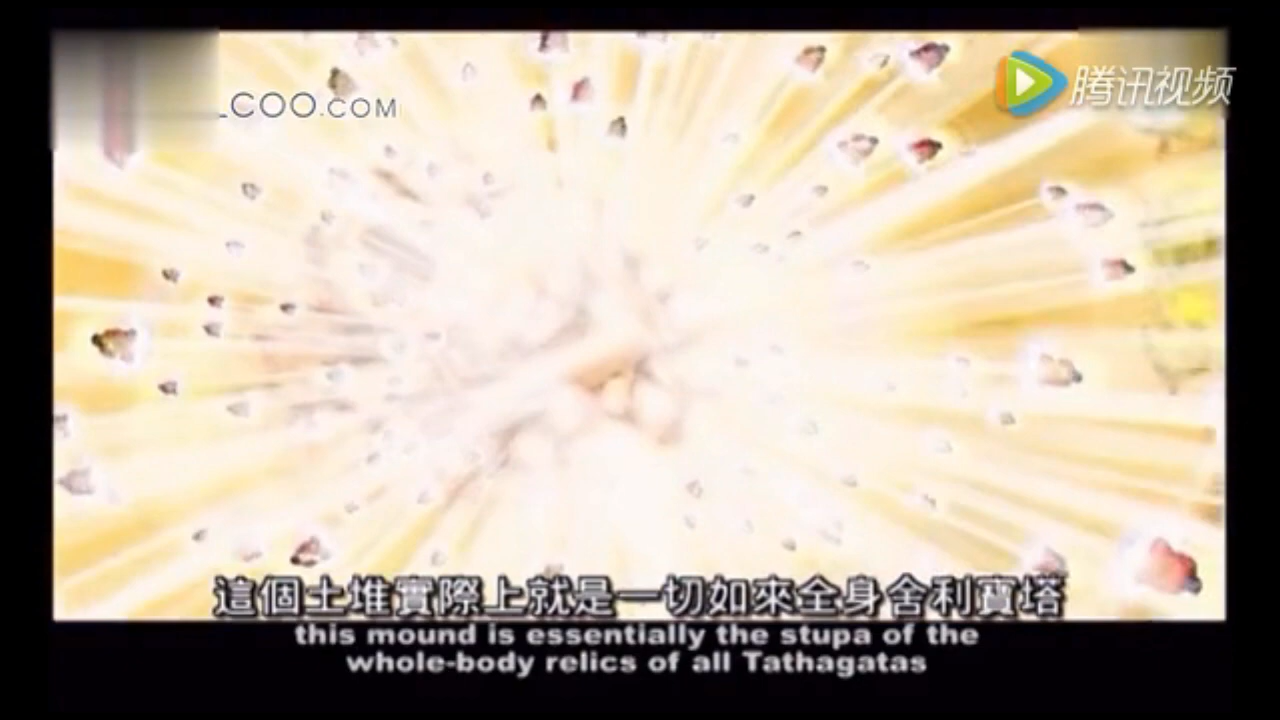 LCOO.COM
腾讯视频
這個土堆實際上就是一切如來全身舍利寶塔
this mound is essentially the stupa of the
whole-body relics of all Tathagatas